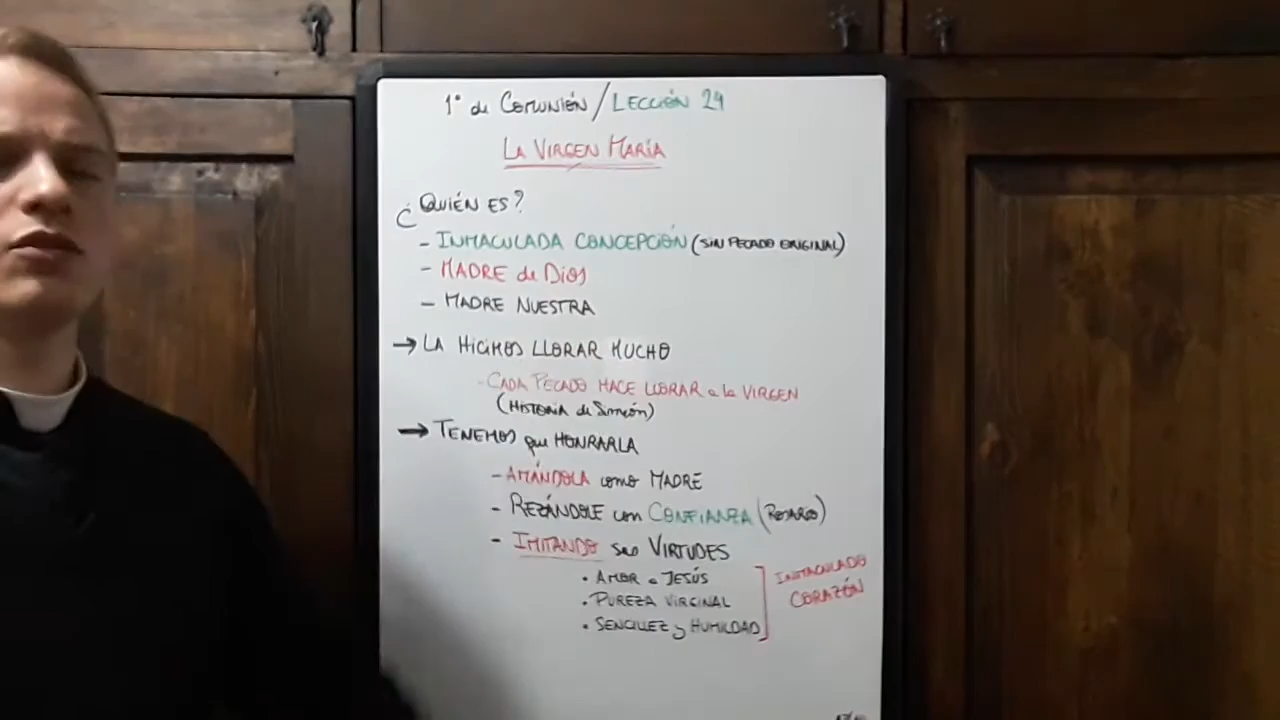 1° de Comunión / Lección 24
La Virgen María
¿Quién es?
- Inmaculada Concepción (sin pecado original)
- Madre de Dios
- Madre Nuestra
→ La hicimos llorar mucho
- Cada pecado hace llorar a la Virgen
(Historia de Simeón)
→ Tenemos que honrarla
- Amándola como Madre
- Rezándole con confianza (Rosario)
- Imitando sus virtudes
• Amor a Jesús
• Pureza virginal
• Sencillez y humildad
Inmaculado
Corazón